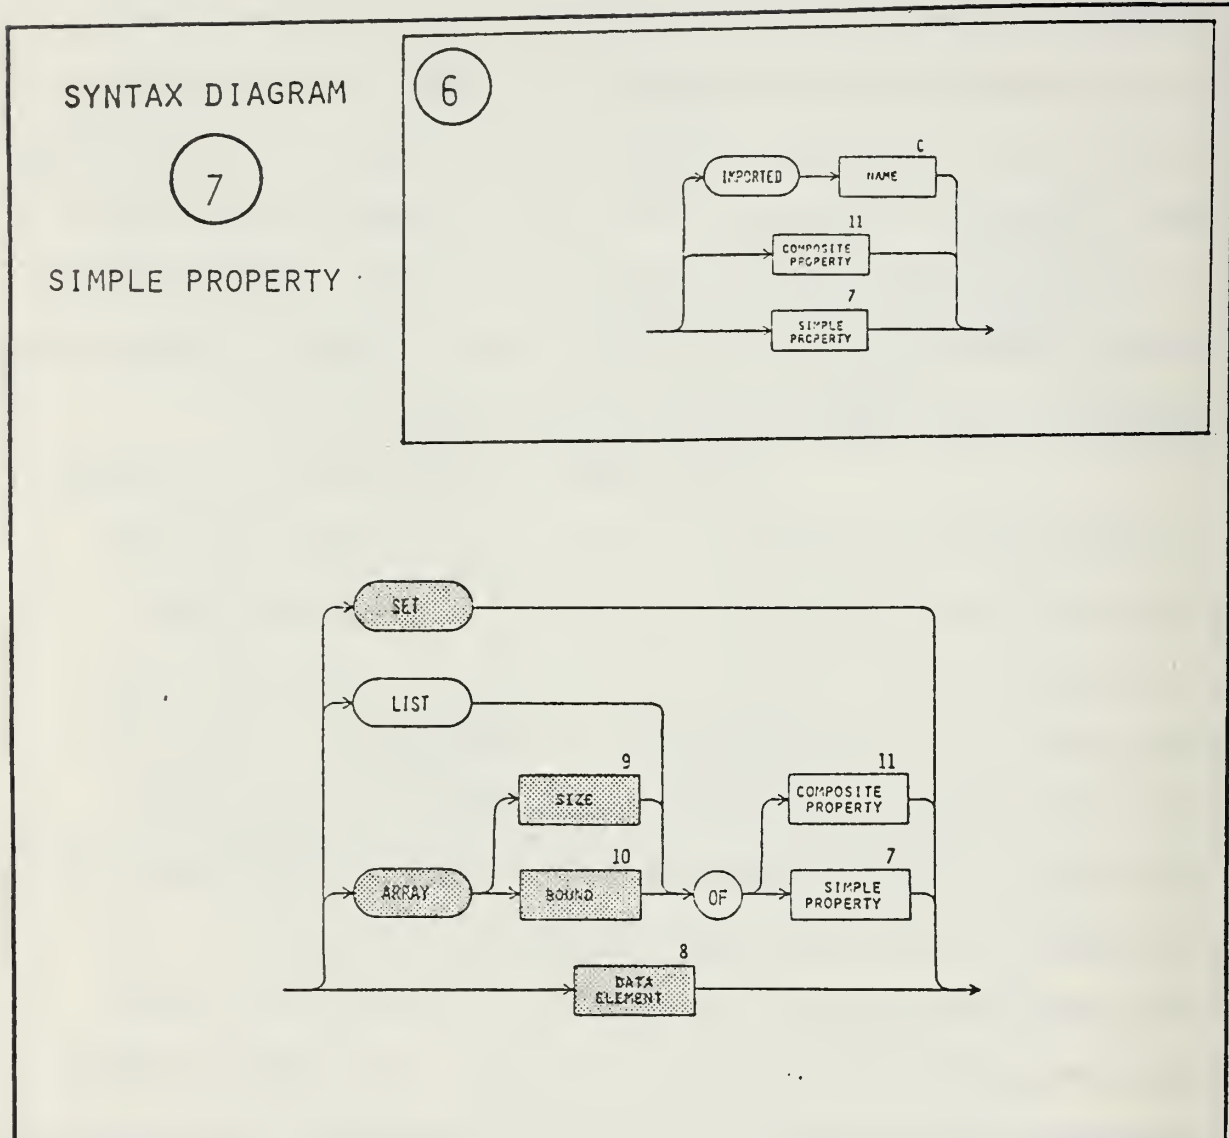 SYNTAX DIAGRAM
7
SIMPLE PROPERTY
6
C
IMPORTED
NAME
11
COMPOSITE
PROPERTY
7
SIMPLE
PROPERTY
SET
LIST
9
SIZE
11
COMPOSITE
PROPERTY
ARRAY
10
BOUND
OF
7
SIMPLE
PROPERTY
8
DATA
ELEMENT